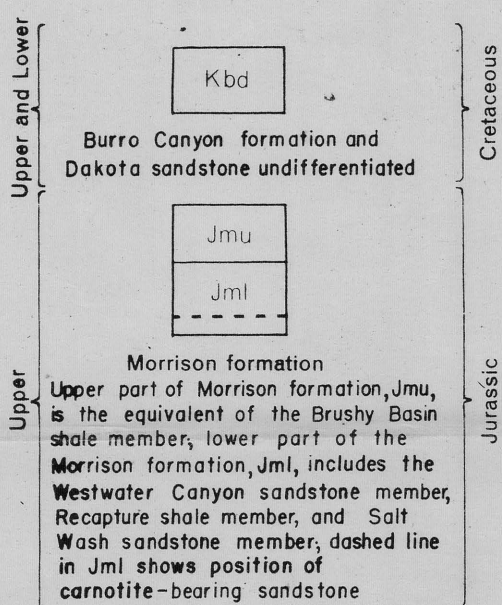 Upper and Lower
Kbd
Cretaceous
Burro Canyon formation and
Dakota sandstone undifferentiated
Upper
Jmu
Jml
Jurassic
Morrison formation
Upper part of Morrison formation, Jmu,
is the equivalent of the Brushy Basin
shale member; lower part of the
Morrison formation, Jml, includes the
Westwater Canyon sandstone member,
Recapture shale member, and Salt
Wash sandstone member; dashed line
in Jml shows position of
carnotite-bearing sandstone